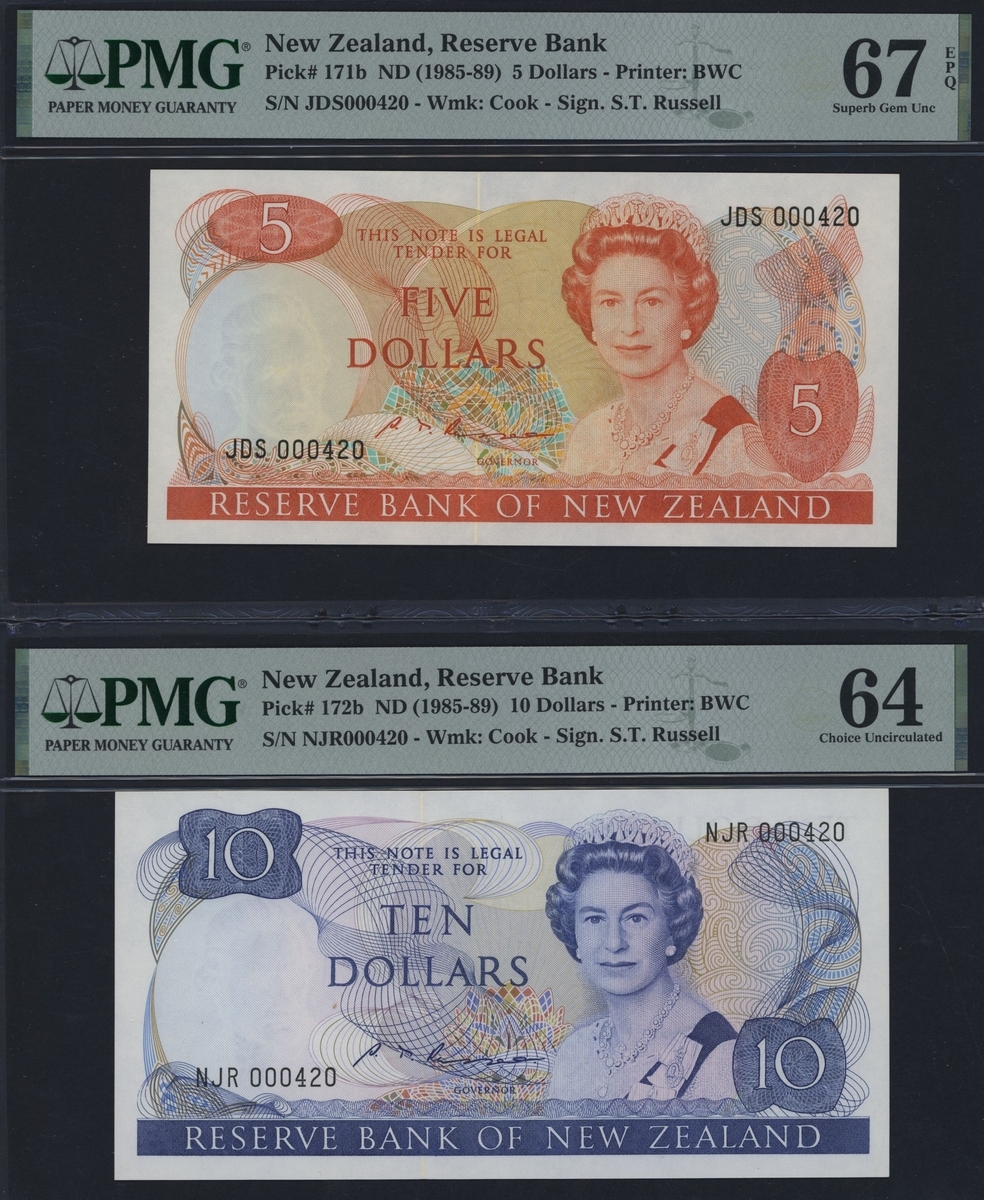 PMG®
PAPER MONEY GUARANTY
New Zealand, Reserve Bank
Pick# 171b ND (1985-89) 5 Dollars - Printer: BWC
S/N JDS000420 - Wmk: Cook - Sign. S.T. Russell
67
EPQ
Superb Gem Unc
5
JDS 000420
THIS NOTE IS LEGAL
TENDER FOR
FIVE
DOLLARS
5
JDS 000420
GOVERNOR
RESERVE BANK OF NEW ZEALAND
PMG®
PAPER MONEY GUARANTY
New Zealand, Reserve Bank
Pick# 172b ND (1985-89) 10 Dollars - Printer: BWC
S/N NJR000420 - Wmk: Cook - Sign. S.T. Russell
64
Choice Uncirculated
10
NJR 000420
THIS NOTE IS LEGAL
TENDER FOR
TEN
DOLLARS
10
NJR 000420
GOVERNOR
RESERVE BANK OF NEW ZEALAND